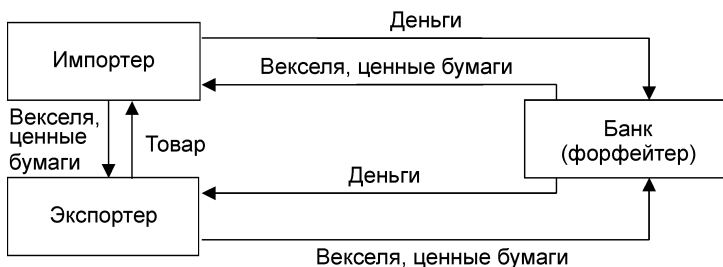 Деньги
Импортер
Векселя, ценные бумаги
Векселя,
ценные
бумаги
Товар
Банк
(форфейтер)
Деньги
Экспортер
Векселя, ценные бумаги